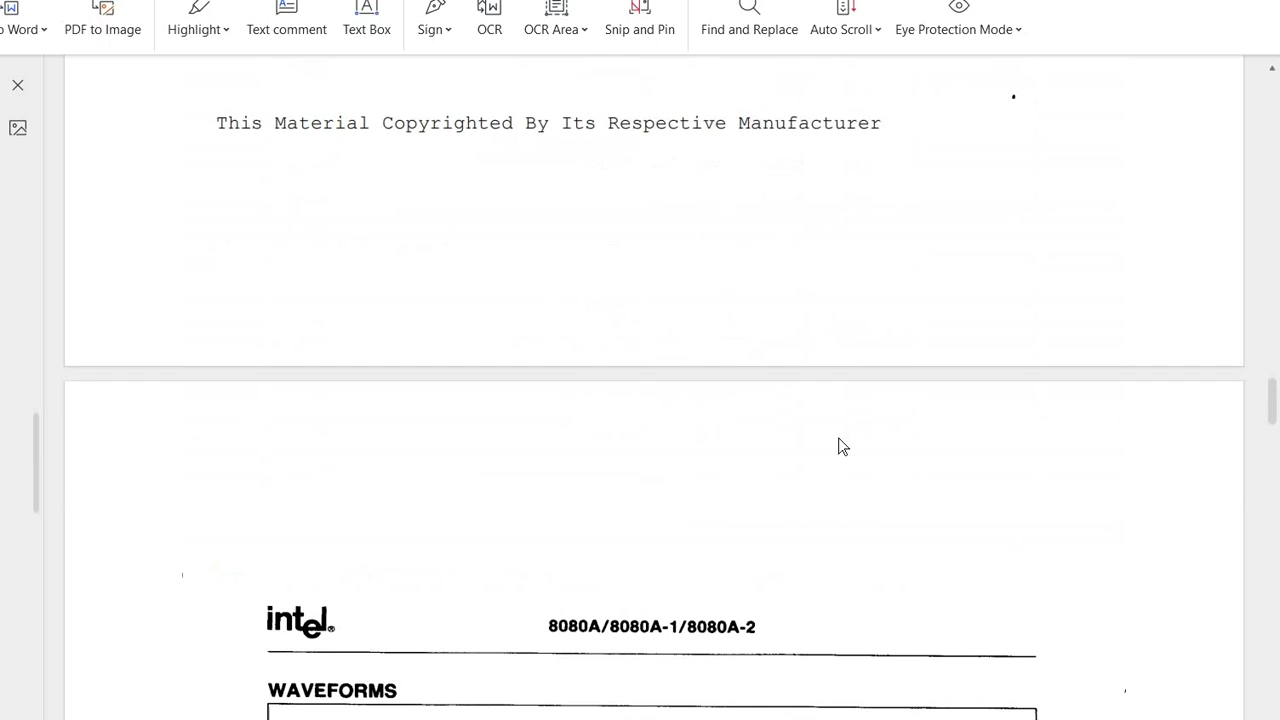 Word
PDF to Image
Highlight
Text comment
Text Box
Sign
OCR
OCR Area
Snip and Pin
Find and Replace
Auto Scroll
Eye Protection Mode
This Material Copyrighted By Its Respective Manufacturer
intel®
8080A/8080A-1/8080A-2
WAVEFORMS